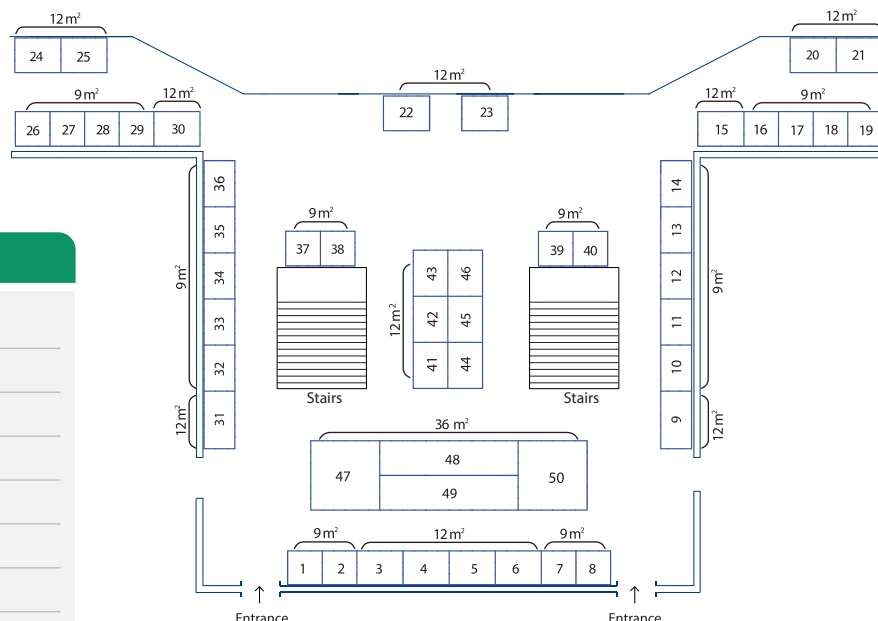 12 m² 12 m²
24 25 20 21
12 m²
22 23
9 m² 12 m² 12 m² 9 m²
26 27 28 29 30 15 16 17 18 19
36 14
35 13
34 12
33 11
32 10
31 9
9 m² 9 m²
12 m² 12 m²
9 m² 9 m²
37 38 39 40
12 m²
43 46
42 45
41 44
Stairs Stairs
36 m²
47 48 50
49
9 m² 12 m² 9 m²
1 2 3 4 5 6 7 8
Entrance Entrance